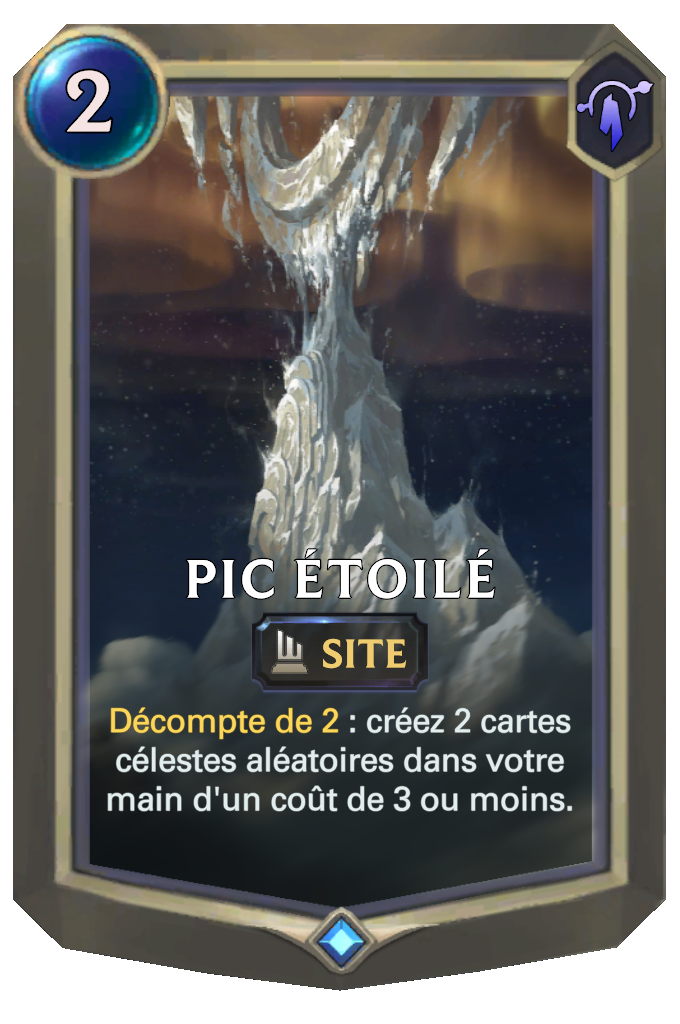 2
PIC ÉTOILÉ
SITE
Décompte de 2 : créez 2 cartes
célestes aléatoires dans votre
main d'un coût de 3 ou moins.